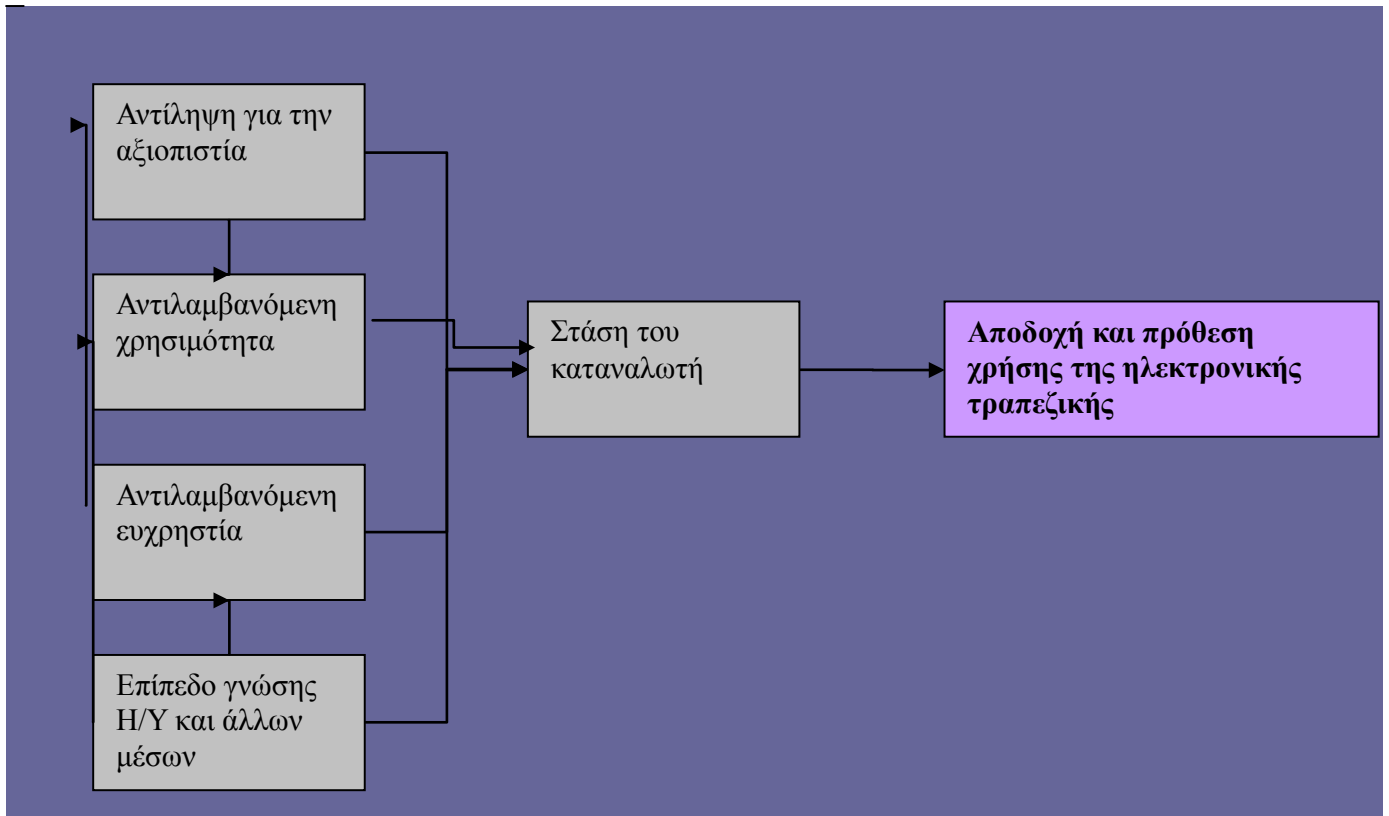 Αντίληψη για την
αξιοπιστία
Αντιλαμβανόμενη
χρησιμότητα
Στάση του
καταναλωτή
Αποδοχή και πρόθεση
χρήσης της ηλεκτρονικής
τραπεζικής
Αντιλαμβανόμενη
ευχρηστία
Επίπεδο γνώσης
Η/Υ και άλλων
μέσων